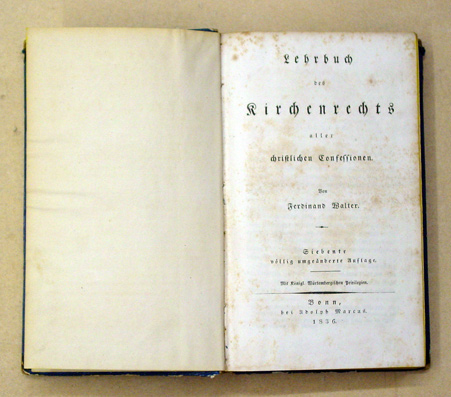 Lehrbuch
des
Kirchenrechts
aller
christlichen Confessionen.
Von
Ferdinand Walter.
Siebente
völlig umgeänderte Auflage.
Mit Königl. Würtembergischen Privilegien.
Bonn,
bei Adolph Marcus.
1836.